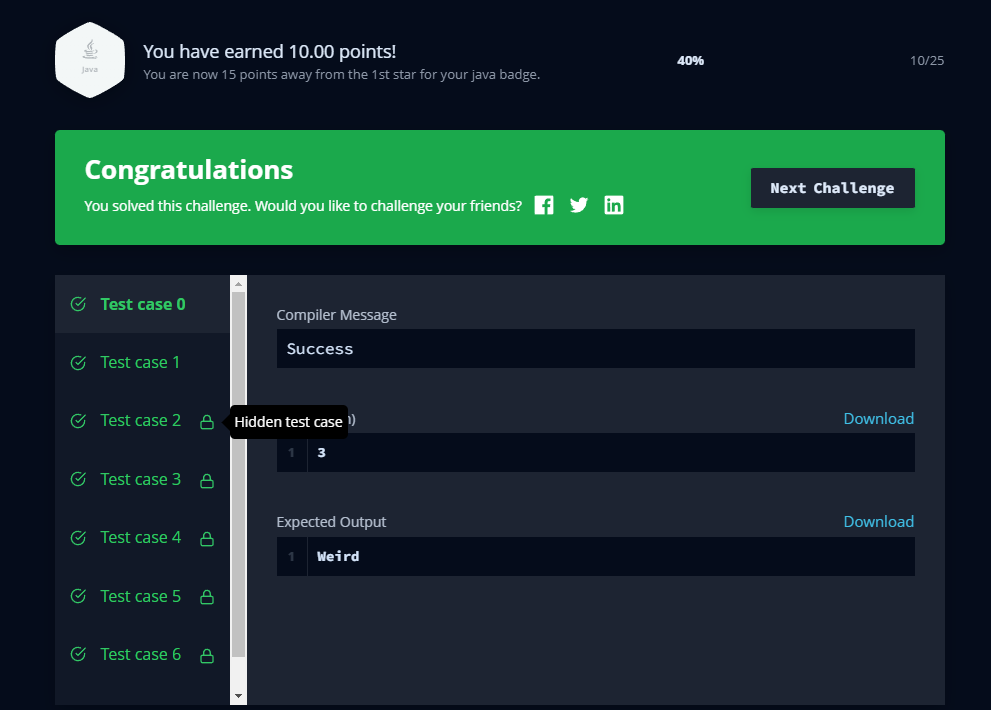 Java
You have earned 10.00 points!
You are now 15 points away from the 1st star for your java badge.
40%
10/25
Congratulations
You solved this challenge. Would you like to challenge your friends?
Next Challenge
Test case 0
Test case 1
Test case 2
Hidden test case
Test case 3
Test case 4
Test case 5
Test case 6
Compiler Message
Success
)
Download
1 3
Expected Output
Download
1 Weird